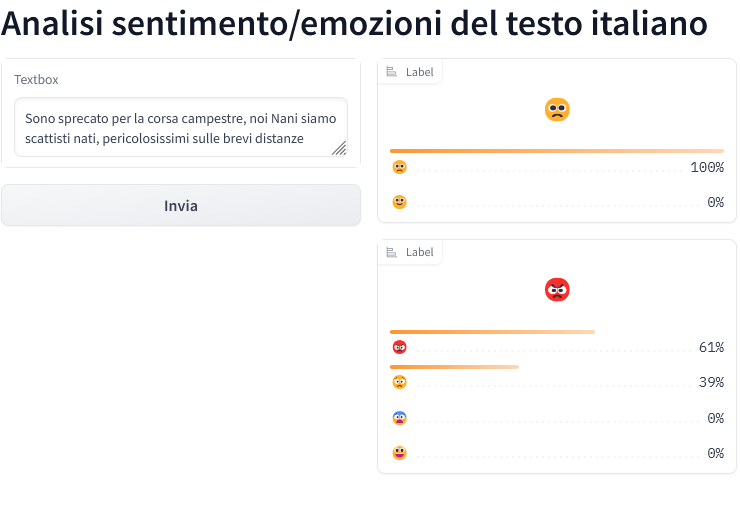 Analisi sentimento/emozioni del testo italiano
Textbox
Sono sprecato per la corsa campestre, noi Nani siamo
scattisti nati, pericolosissimi sulle brevi distanze
Invia
Label
100%
0%
Label
61%
39%
0%
0%